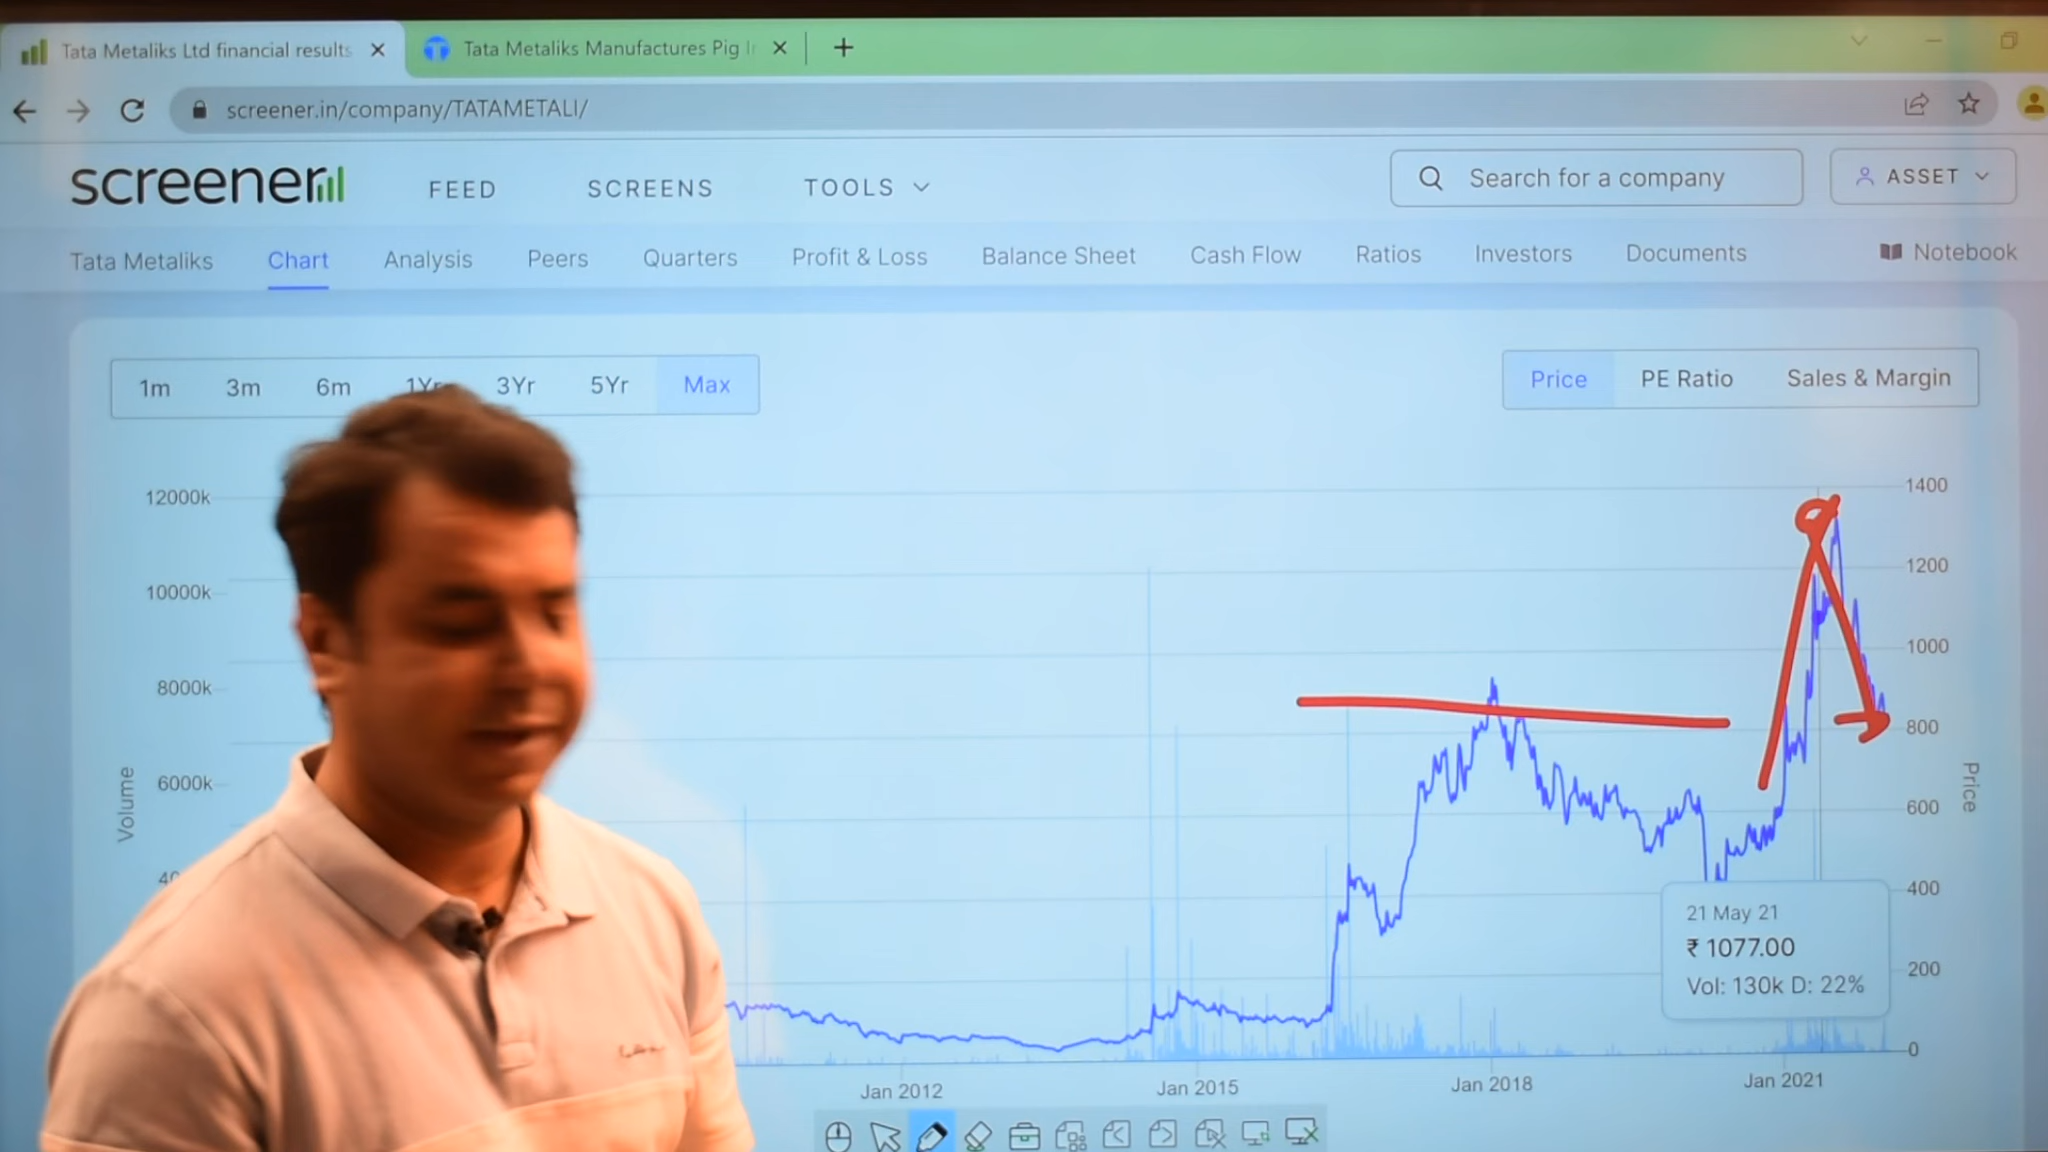 Tata Metaliks Ltd financial results
Tata Metaliks Manufactures Pig I
screener.in/company/TATAMETALI/
screener
FEED SCREENS TOOLS
Search for a company
ASSET
Tata Metaliks Chart Analysis Peers Quarters Profit & Loss Balance Sheet Cash Flow Ratios Investors Documents Notebook
1m 3m 6m 1Yr 3Yr 5Yr Max
Price PE Ratio Sales & Margin
12000k
10000k
8000k
6000k
Volume
1400
1200
1000
800
600
400
200
0
Price
21 May 21
₹ 1077.00
Vol: 130k D: 22%
Jan 2012 Jan 2015 Jan 2018 Jan 2021